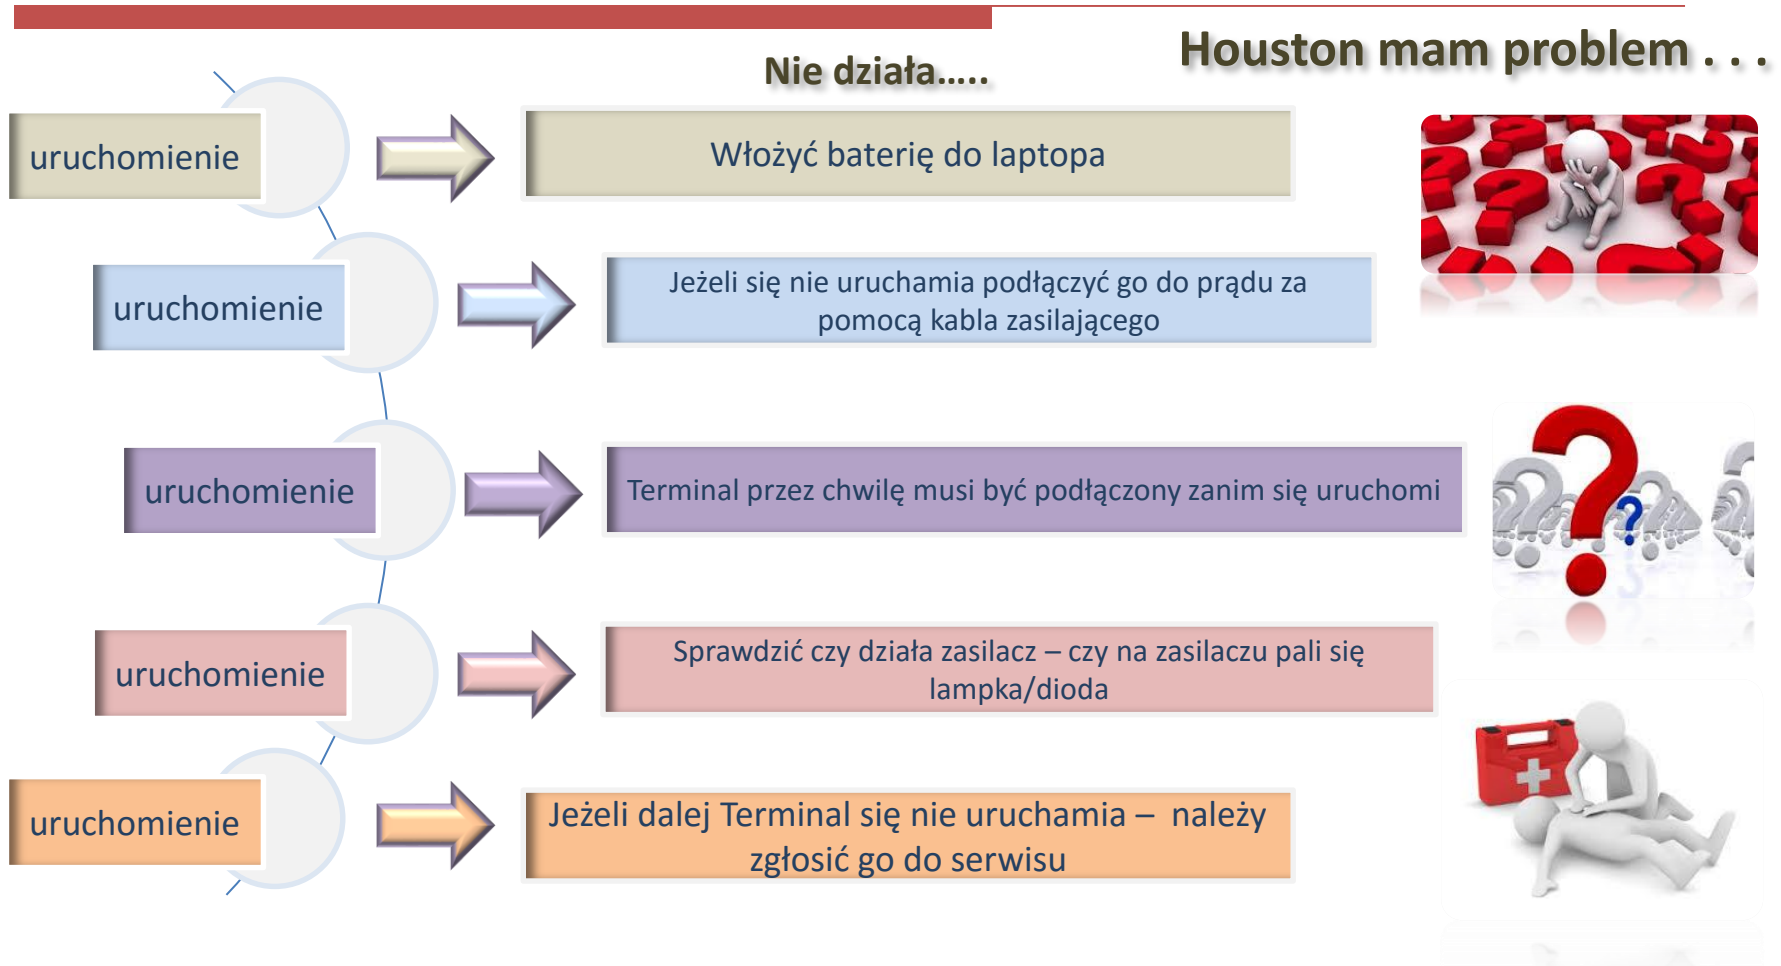 Houston mam problem . . .
Nie działa.....
uruchomienie
Włożyć baterię do laptopa
uruchomienie
Jeżeli się nie uruchamia podłączyć go do prądu za
pomocą kabla zasilającego
uruchomienie
Terminal przez chwilę musi być podłączony zanim się uruchomi
uruchomienie
Sprawdzić czy działa zasilacz – czy na zasilaczu pali się
lampka/dioda
uruchomienie
Jeżeli dalej Terminal się nie uruchamia – należy
zgłosić go do serwisu